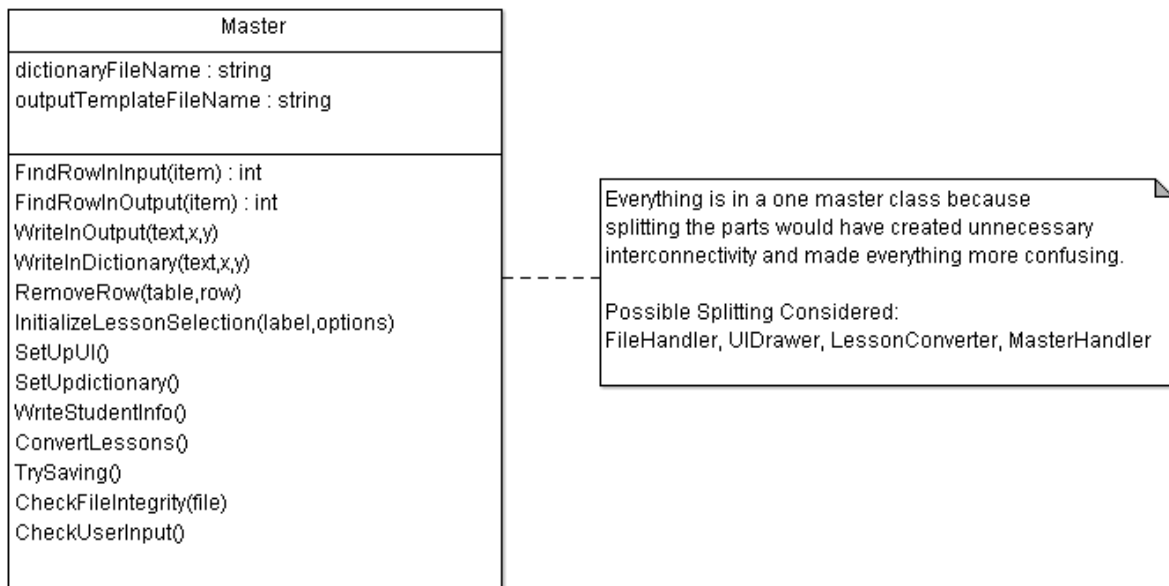 Master
dictionaryFileName : string
outputTemplateFileName : string
FindRowInInput(item) : int
FindRowInOutput(item) : int
WriteInOutput(text,x,y)
WriteInDictionary(text,x,y)
RemoveRow(table,row)
InitializeLessonSelection(label,options)
SetUpUI()
SetUpdictionary()
WriteStudentInfo()
ConvertLessons()
TrySaving()
CheckFileIntegrity(file)
CheckUserInput()
Everything is in a one master class because
splitting the parts would have created unnecessary
interconnectivity and made everything more confusing.
Possible Splitting Considered:
FileHandler, UIDrawer, LessonConverter, MasterHandler